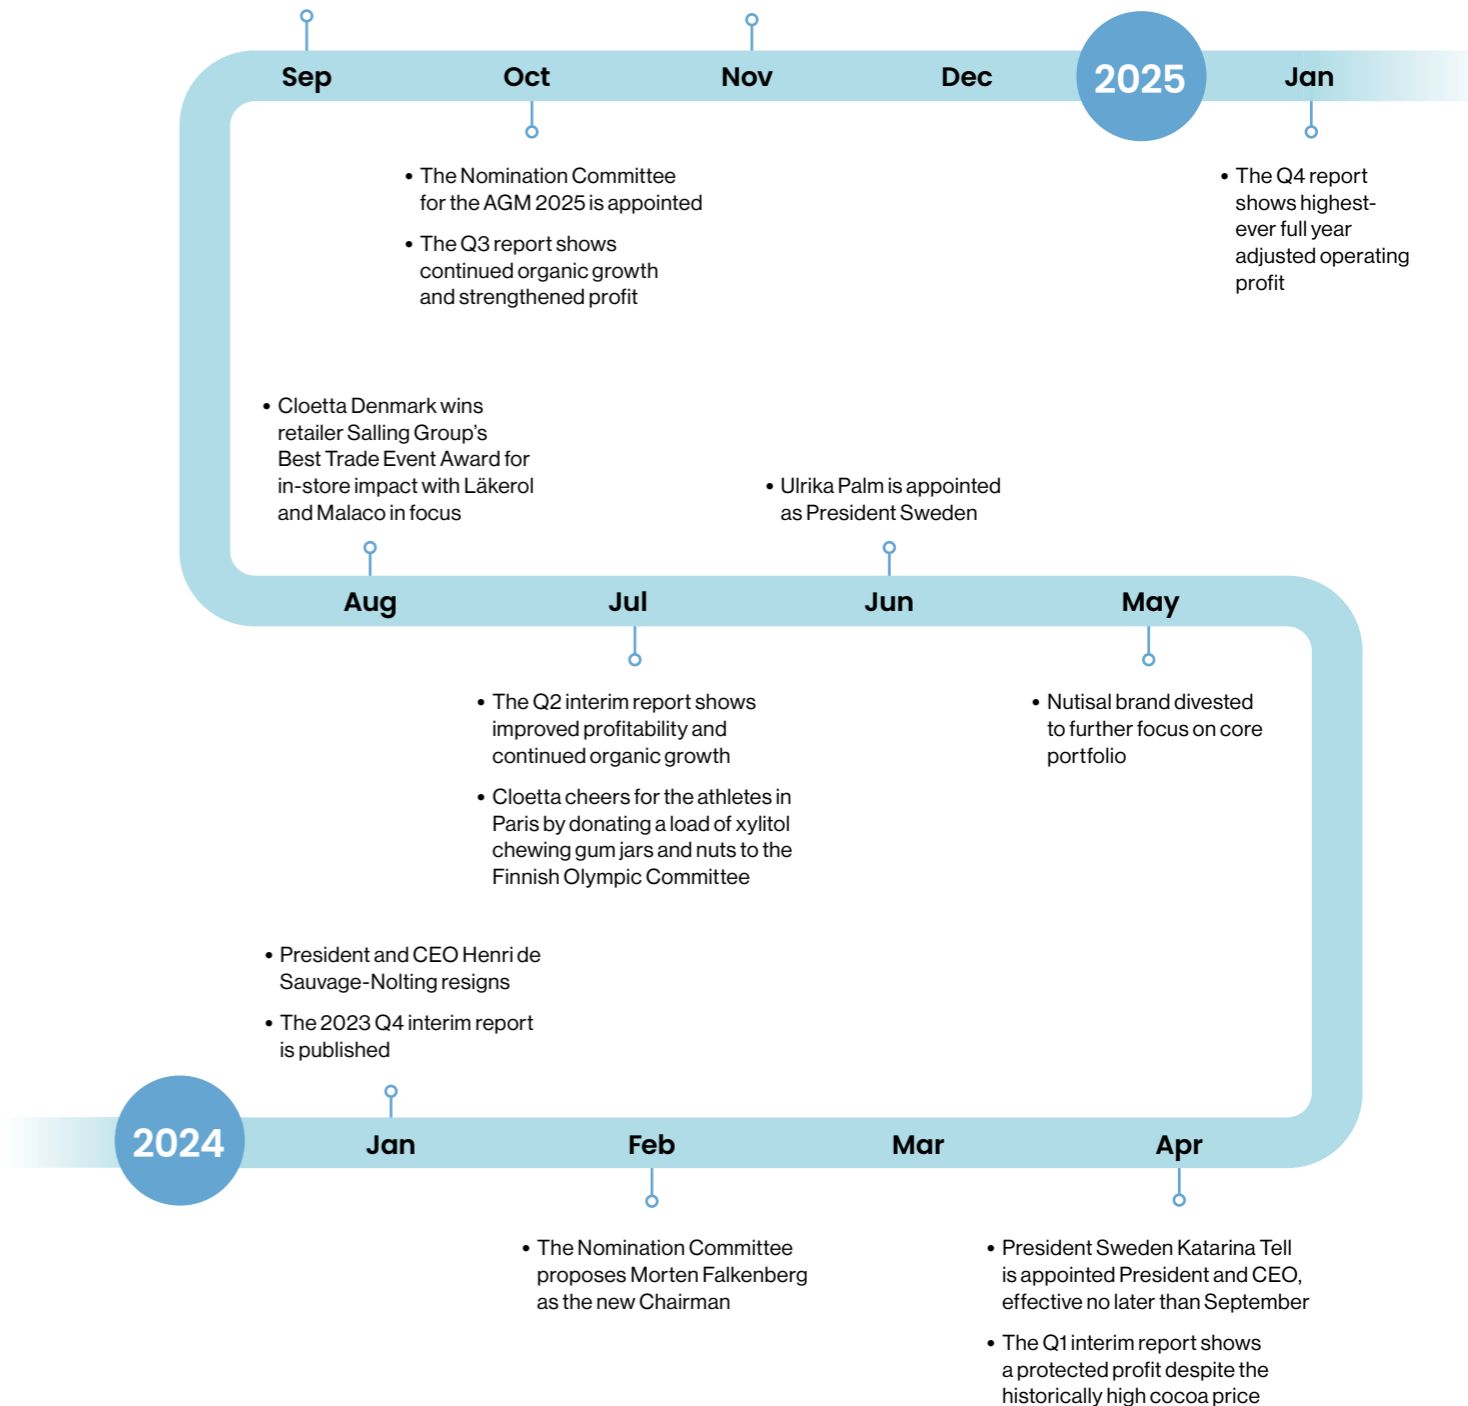 Sep
Oct
Nov
Dec
2025
Jan
• The Nomination Committee
for the AGM 2025 is appointed
• The Q3 report shows
continued organic growth
and strengthened profit
• The Q4 report
shows highest-
ever full year
adjusted operating
profit
• Cloetta Denmark wins
retailer Salling Group’s
Best Trade Event Award for
in-store impact with Läkerol
and Malaco in focus
• Ulrika Palm is appointed
as President Sweden
Aug
Jul
Jun
May
• The Q2 interim report shows
improved profitability and
continued organic growth
• Cloetta cheers for the athletes in
Paris by donating a load of xylitol
chewing gum jars and nuts to the
Finnish Olympic Committee
• Nutisal brand divested
to further focus on core
portfolio
• President and CEO Henri de
Sauvage-Nolting resigns
• The 2023 Q4 interim report
is published
2024
Jan
Feb
Mar
Apr
• The Nomination Committee
proposes Morten Falkenberg
as the new Chairman
• President Sweden Katarina Tell
is appointed President and CEO,
effective no later than September
• The Q1 interim report shows
a protected profit despite the
historically high cocoa price